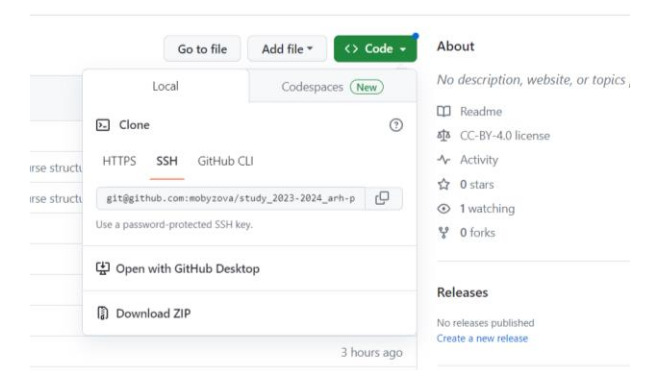 Go to file
Add file
<> Code
Local
Codespaces New
Clone
HTTPS SSH GitHub CLI
git@github.com:mobyzova/study_2023-2024_arh-p
Use a password-protected SSH key.
Open with GitHub Desktop
Download ZIP
structu
structu
3 hours ago
About
No description, website, or topics
Readme
CC-BY-4.0 license
Activity
0 stars
1 watching
0 forks
Releases
No releases published
Create a new release